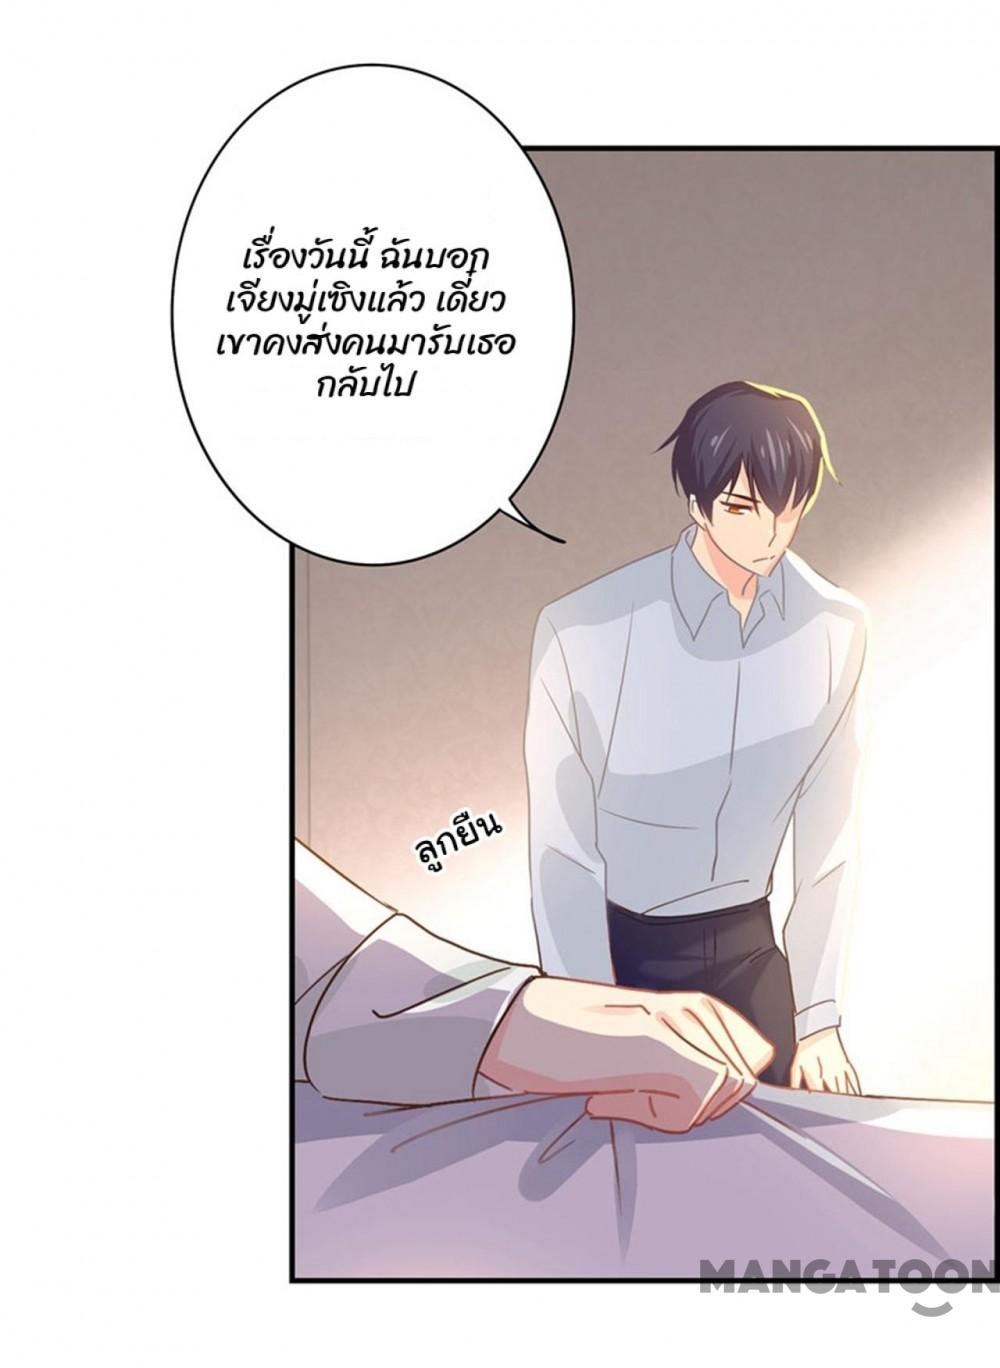 เรื่องวันนี้ ฉันบอก
เจียงมู่เซิงแล้ว เดี๋ยว
เขาคงส่งคนมารับเธอ
กลับไป
ลูกยืน
MANGATOON